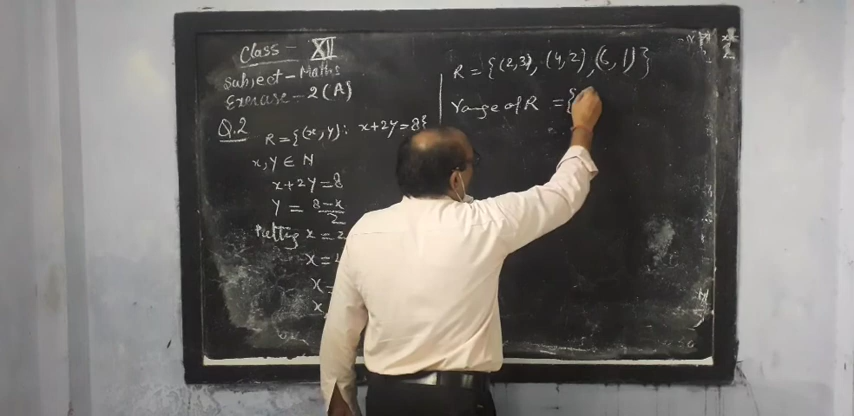 Class - XII
Subject - Maths
Exercise - 2(A)
Q.2
R = {(x, y): x+2y=8}
x, y ∈ N
x+2y=8
y = 8-x/2
Putting x = 2
x =
x =
x
R = {(2,3), (4,2), (6,1)}
Range of R = {